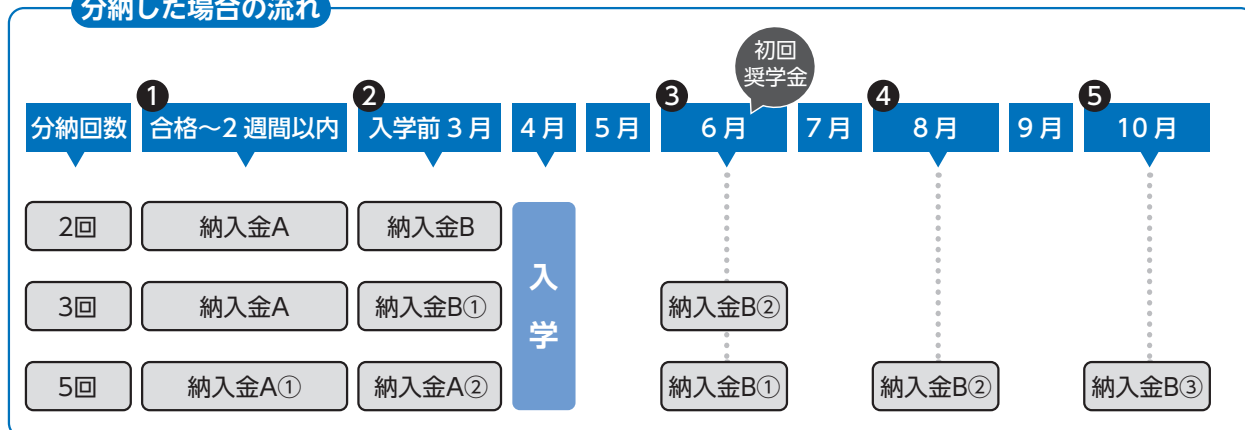 分納した場合の流れ
初回
奨学金
❶ ❷ ❸ ❹ ❺
分納回数 合格～2週間以内 入学前3月 4月 5月 6月 7月 8月 9月 10月
2回 納入金A 納入金B
3回 納入金A 納入金B① 納入金B②
5回 納入金A① 納入金A② 納入金B① 納入金B② 納入金B③
入学